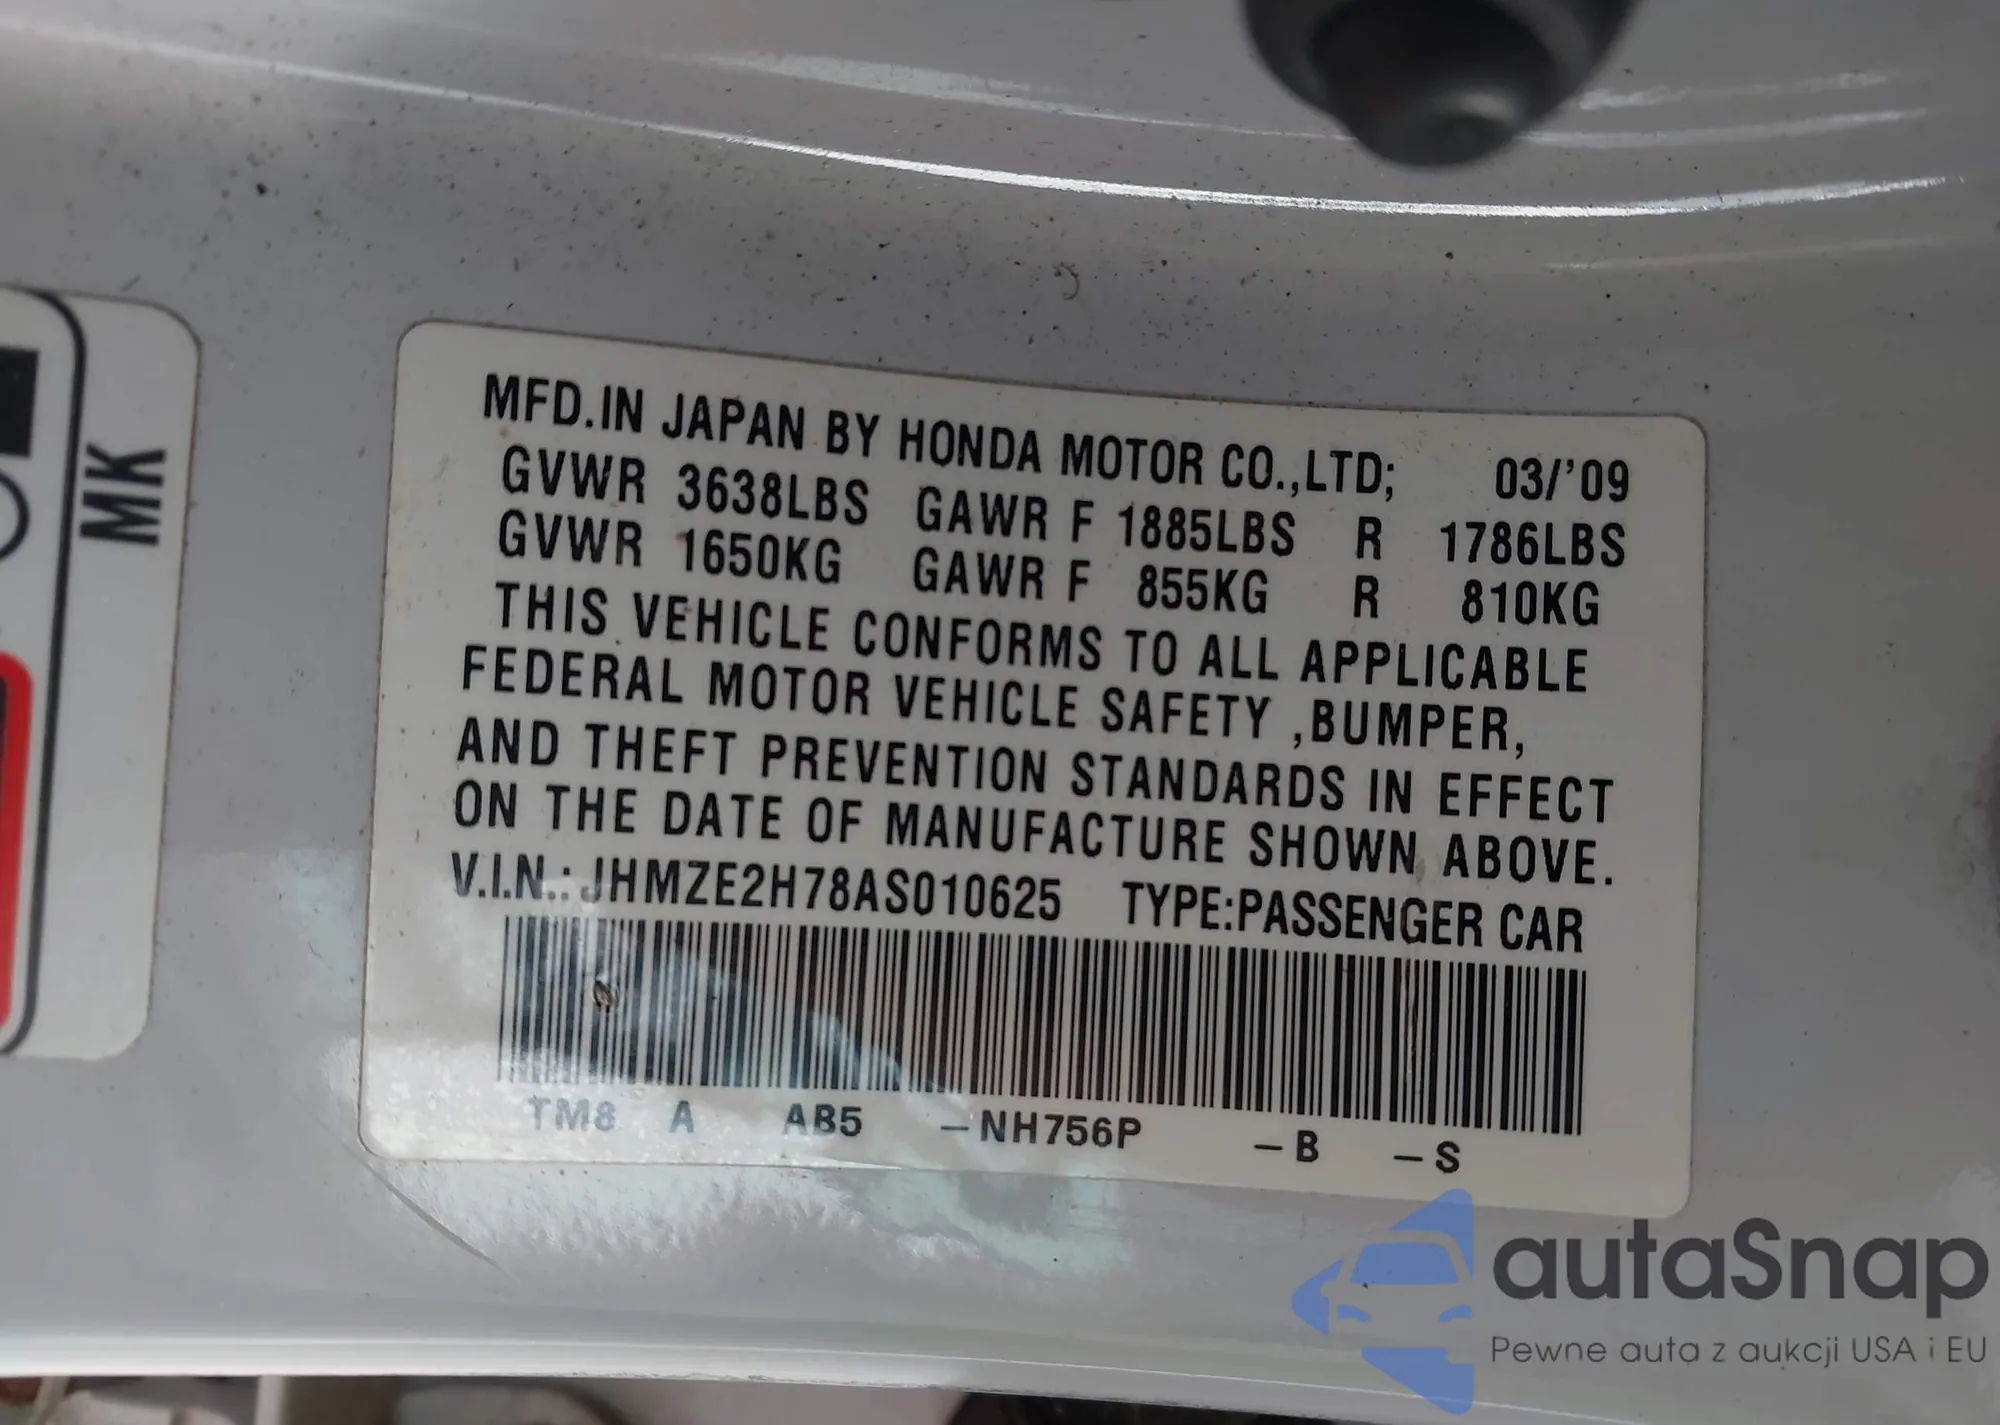 MK
MFD.IN JAPAN BY HONDA MOTOR CO.,LTD; 03/'09
GVWR 3638LBS GAWR F 1885LBS R 1786LBS
GVWR 1650KG GAWR F 855KG R 810KG
THIS VEHICLE CONFORMS TO ALL APPLICABLE
FEDERAL MOTOR VEHICLE SAFETY ,BUMPER,
AND THEFT PREVENTION STANDARDS IN EFFECT
ON THE DATE OF MANUFACTURE SHOWN ABOVE.
V.I.N.: JHMZE2H78AS010625 TYPE:PASSENGER CAR
TM8 A AB5 –NH756P –B –S
autaSnap
Pewne auta z aukcji USA i EU